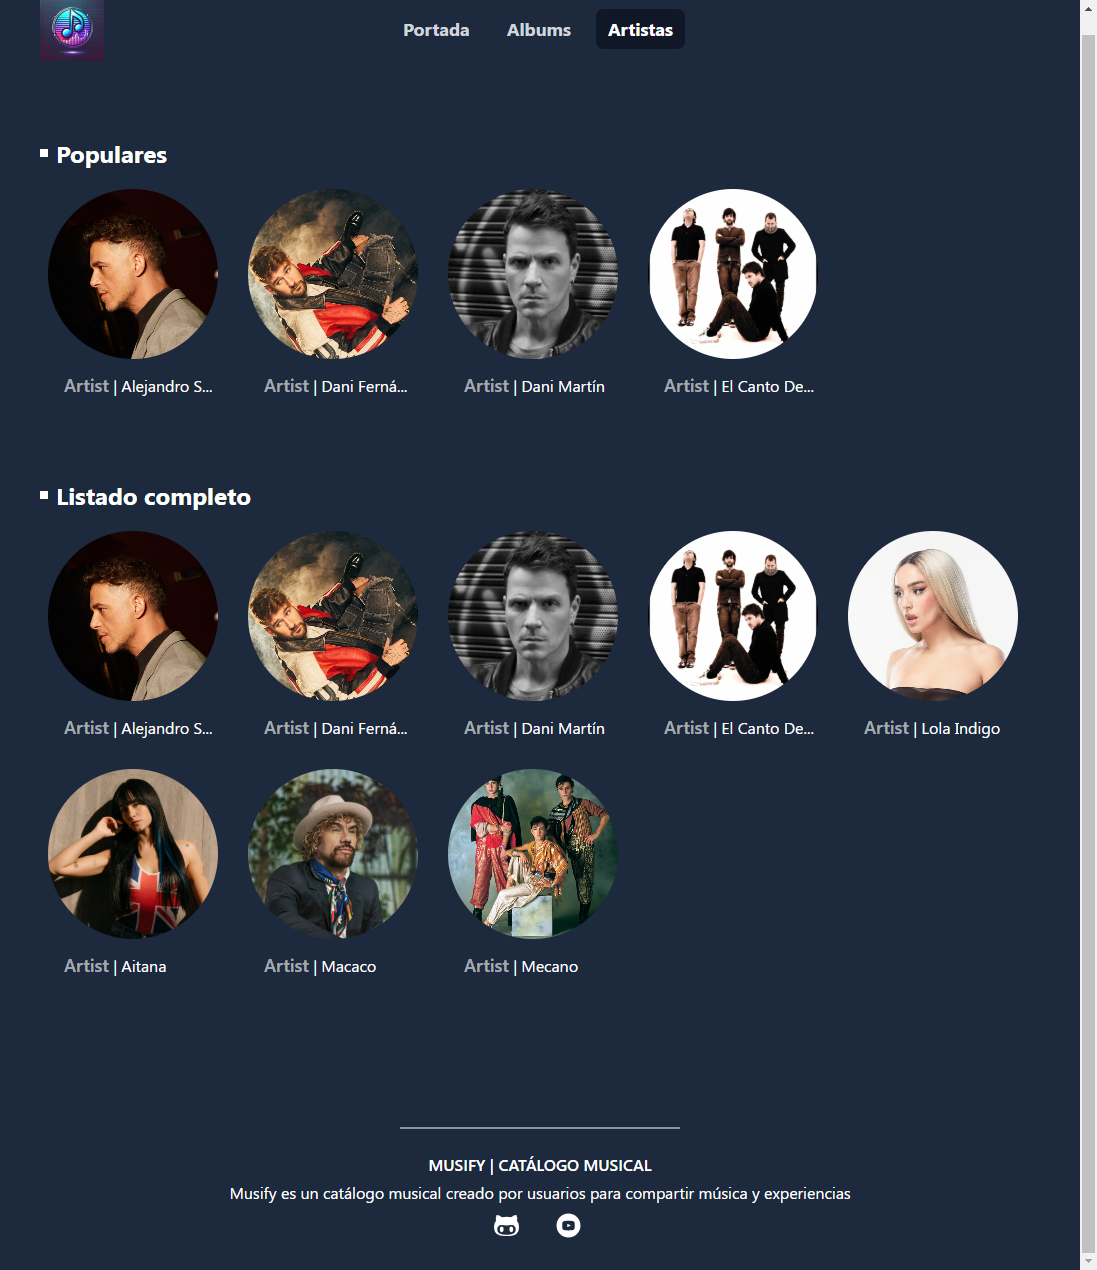 Portada Albums Artistas
Populares
Artist | Alejandro S... Artist | Dani Ferná... Artist | Dani Martín Artist | El Canto De...
Listado completo
Artist | Alejandro S... Artist | Dani Ferná... Artist | Dani Martín Artist | El Canto De... Artist | Lola Indigo
Artist | Aitana Artist | Macaco Artist | Mecano
MUSIFY | CATÁLOGO MUSICAL
Musify es un catálogo musical creado por usuarios para compartir música y experiencias